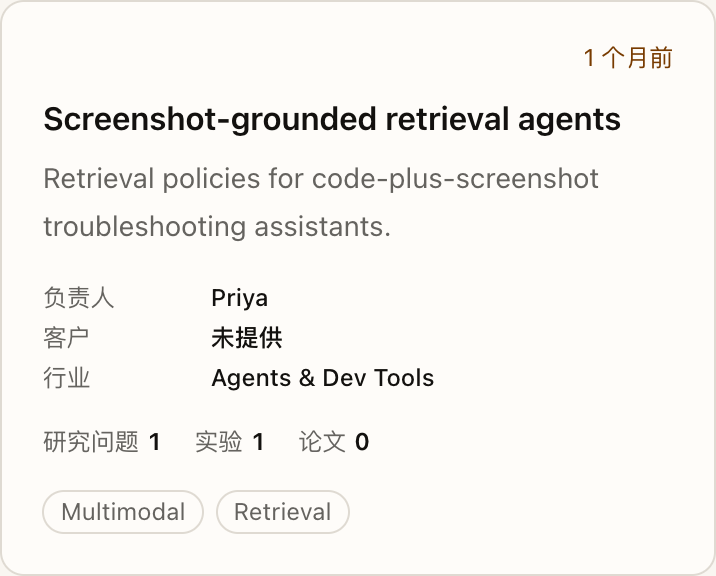 1 个月前
Screenshot-grounded retrieval agents
Retrieval policies for code-plus-screenshot
troubleshooting assistants.
负责人 Priya
客户 未提供
行业 Agents & Dev Tools
研究问题 1 实验 1 论文 0
Multimodal Retrieval